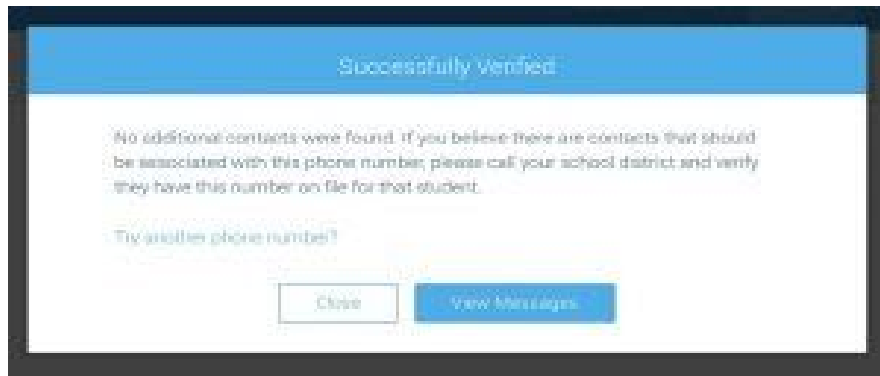 Successfully Verified
No additional contacts were found. If you believe there are contacts that should
be associated with this phone number, please call your school district and verify
they have this number on file for that student.
Try another phone number?
Close
View Messages